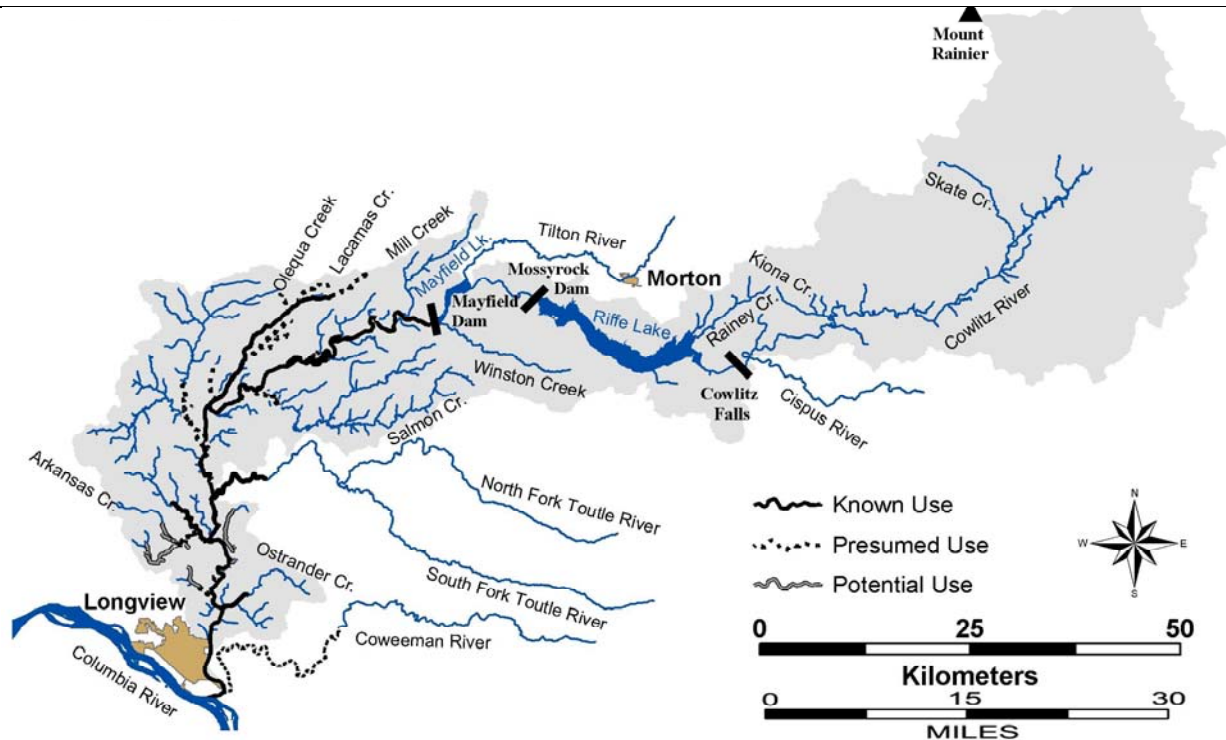 Mount
Rainier
Skate Cr.
Olequa Creek
Lacamas Cr.
Mill Creek
Mayfield Lk.
Tilton River
Mossyrock
Dam
Morton
Kiona Cr.
Mayfield
Dam
Riffe Lake
Rainey Cr.
Cowlitz River
Winston Creek
Cowlitz
Falls
Cispus River
Salmon Cr.
Arkansas Cr.
North Fork Toutle River
Known Use
Presumed Use
Potential Use
N
W
E
S
Ostrander Cr.
South Fork Toutle River
Longview
Coweeman River
Columbia River
0 25 50
Kilometers
0 15 30
MILES